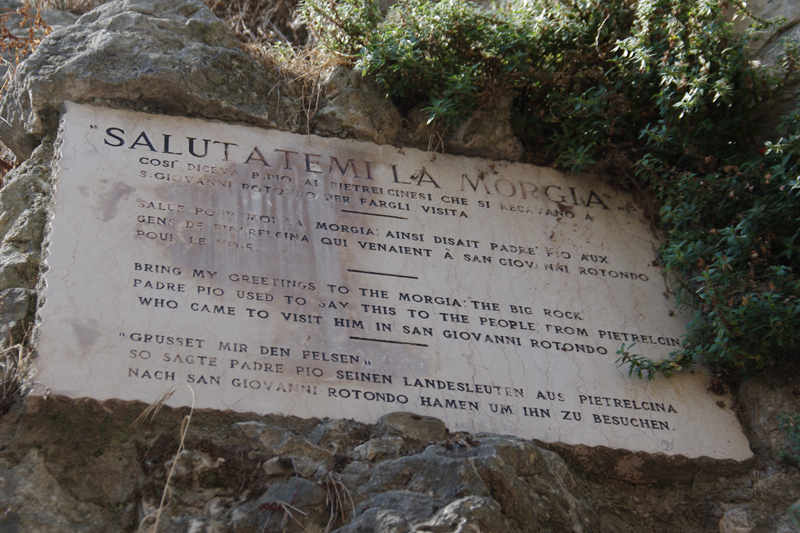 "SALUTATEMI LA MORGIA"
COSÌ DICEVA P.PIO AI PIETRELCINESI CHE SI RECAVANO A
S.GIOVANNI ROTONDO PER FARGLI VISITA
SALUE POUR MOI LA MORGIA: AINSI DISAIT PADRE PIO AUX
GENS DE PIETRELCINA QUI VENAIENT À SAN GIOVANNI ROTONDO
POUR LE VOIR.
BRING MY GREETINGS TO THE MORGIA: THE BIG ROCK
PADRE PIO USED TO SAY THIS TO THE PEOPLE FROM PIETRELCINA
WHO CAME TO VISIT HIM IN SAN GIOVANNI ROTONDO
"GRUSSET MIR DEN FELSEN"
SO SAGTE PADRE PIO SEINEN LANDESLEUTEN AUS PIETRELCINA
NACH SAN GIOVANNI ROTONDO HAMEN UM IHN ZU BESUCHEN.